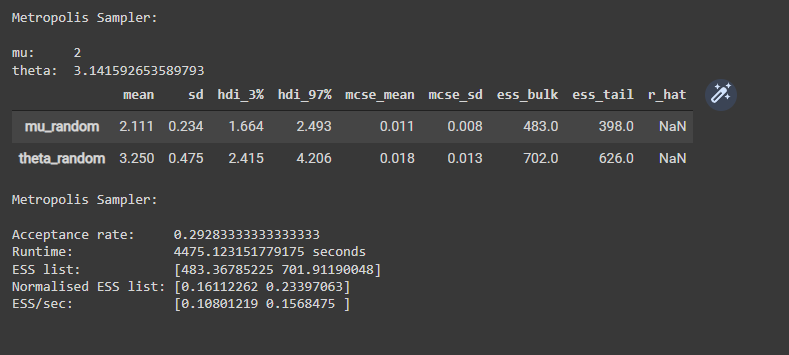 Metropolis Sampler:
mu: 2
theta: 3.141592653589793
mean sd hdi_3% hdi_97% mcse_mean mcse_sd ess_bulk ess_tail r_hat
mu_random 2.111 0.234 1.664 2.493 0.011 0.008 483.0 398.0 NaN
theta_random 3.250 0.475 2.415 4.206 0.018 0.013 702.0 626.0 NaN
Metropolis Sampler:
Acceptance rate: 0.29283333333333333
Runtime: 4475.123151779175 seconds
ESS list: [483.36785225 701.91190048]
Normalised ESS list: [0.16112262 0.23397063]
ESS/sec: [0.10801219 0.1568475 ]